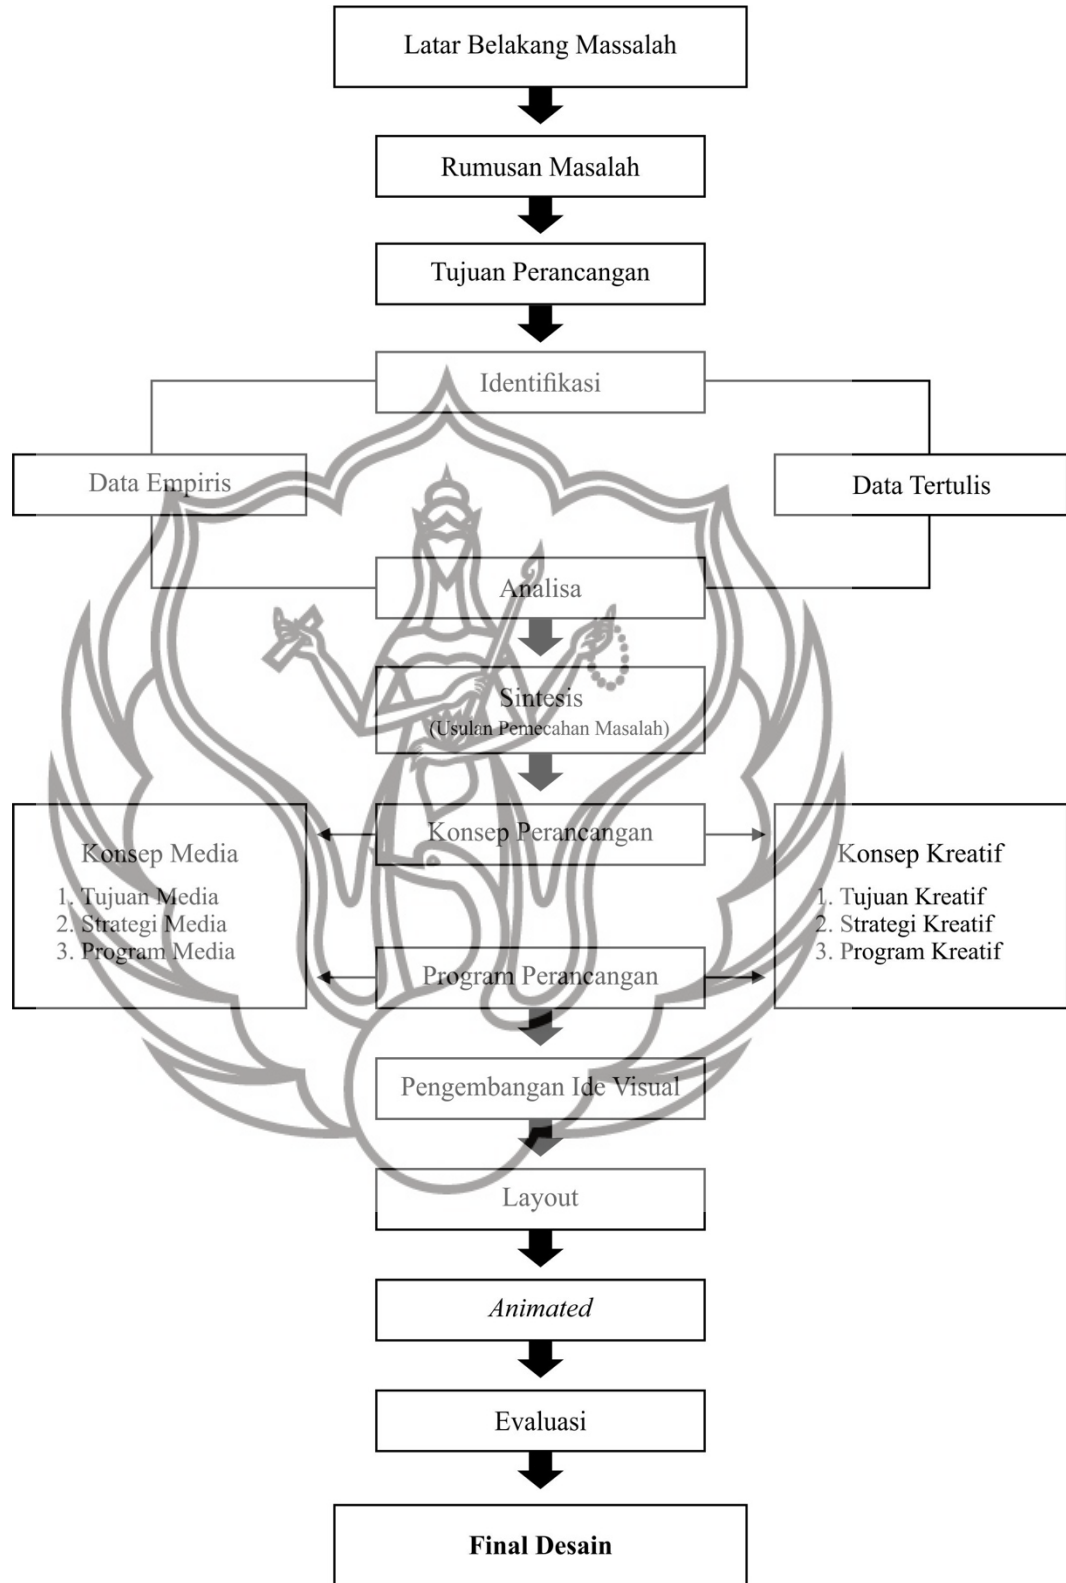 Latar Belakang Massalah
Rumusan Masalah
Tujuan Perancangan
Identifikasi
Data Empiris
Data Tertulis
Analisa
Sintesis
(Usulan Pemecahan Masalah)
Konsep Perancangan
Konsep Media
1. Tujuan Media
2. Strategi Media
3. Program Media
Konsep Kreatif
1. Tujuan Kreatif
2. Strategi Kreatif
3. Program Kreatif
Program Perancangan
Pengembangan Ide Visual
Layout
Animated
Evaluasi
Final Desain